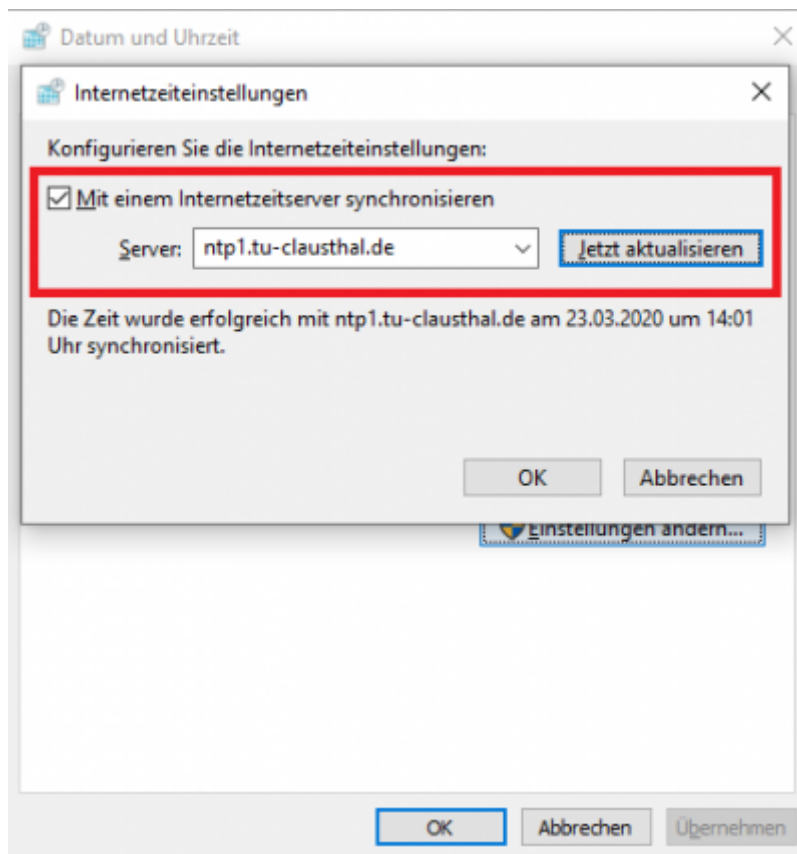 Datum und Uhrzeit
Internetzeiteinstellungen
Konfigurieren Sie die Internetzeiteinstellungen:
Mit einem Internetzeitserver synchronisieren
Server: ntp1.tu-clausthal.de Jetzt aktualisieren
Die Zeit wurde erfolgreich mit ntp1.tu-clausthal.de am 23.03.2020 um 14:01
Uhr synchronisiert.
OK Abbrechen
Einstellungen ändern...
OK Abbrechen Übernehmen